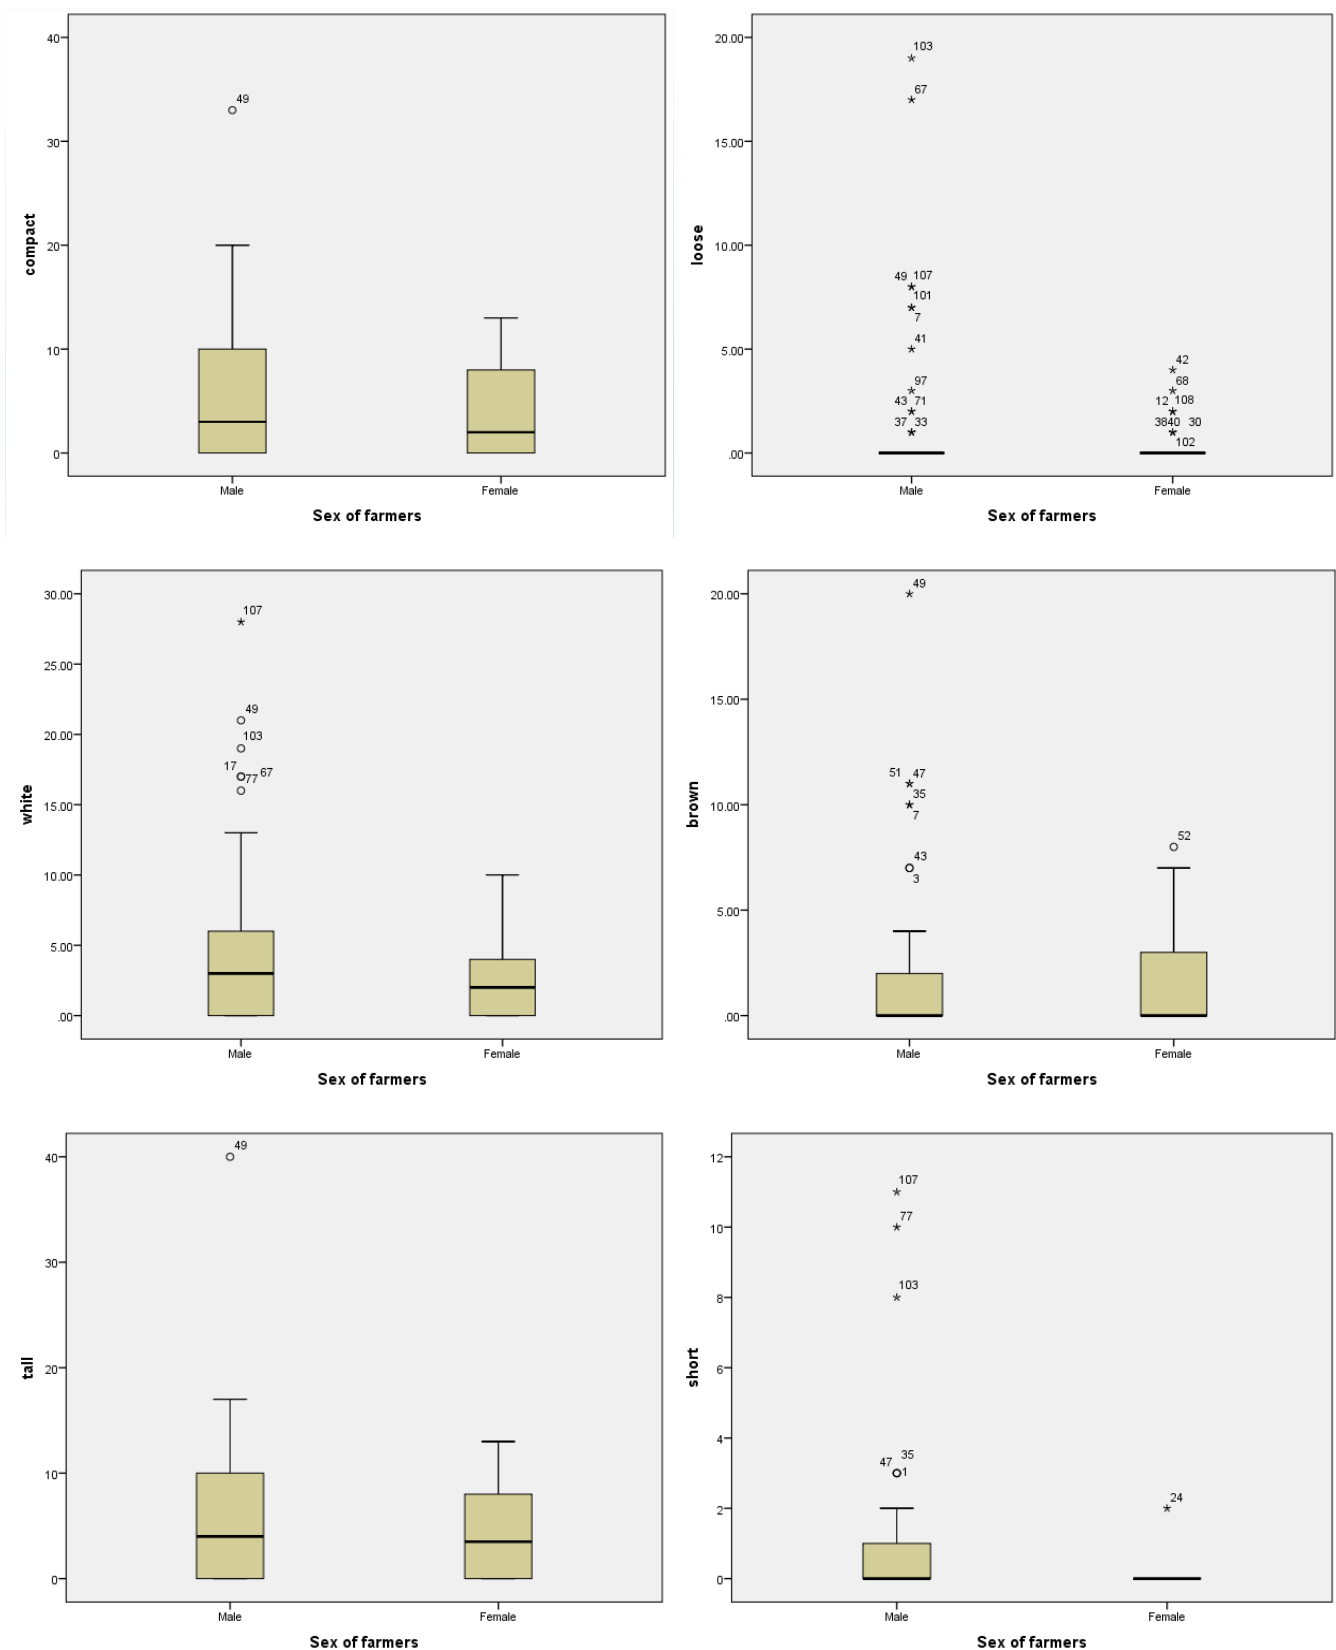 40
30
20
10
0
compact
49
Male
Female
Sex of farmers
20.00
15.00
10.00
5.00
.00
loose
103
67
49 107
101
7
41
97
43 71
37 33
42
68
12 108
3840 30
102
Male
Female
Sex of farmers
30.00
25.00
20.00
15.00
10.00
5.00
.00
white
107
49
103
17 77 67
Male
Female
Sex of farmers
20.00
15.00
10.00
5.00
.00
brown
49
51 47
35
7
43
3
52
Male
Female
Sex of farmers
40
30
20
10
0
tall
49
Male
Female
Sex of farmers
12
10
8
6
4
2
0
short
107
77
103
35
47 1
24
Male
Female
Sex of farmers